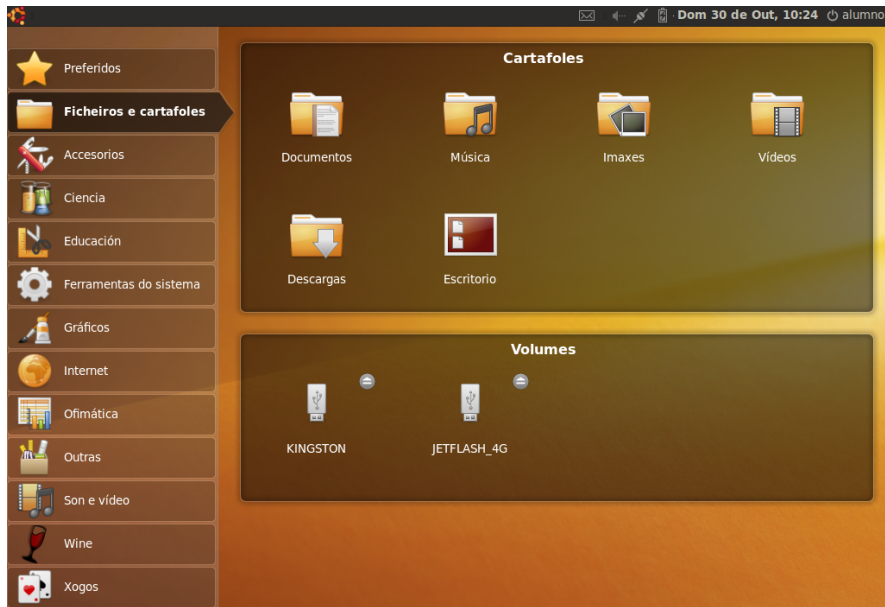 Dom 30 de Out, 10:24 alumno
Preferidos
Ficheiros e cartafoles
Accesorios
Ciencia
Educación
Ferramentas do sistema
Gráficos
Internet
Ofimática
Outras
Son e vídeo
Wine
Xogos
Cartafoles
Documentos
Música
Imaxes
Vídeos
Descargas
Escritorio
Volumes
KINGSTON
JETFLASH_4G